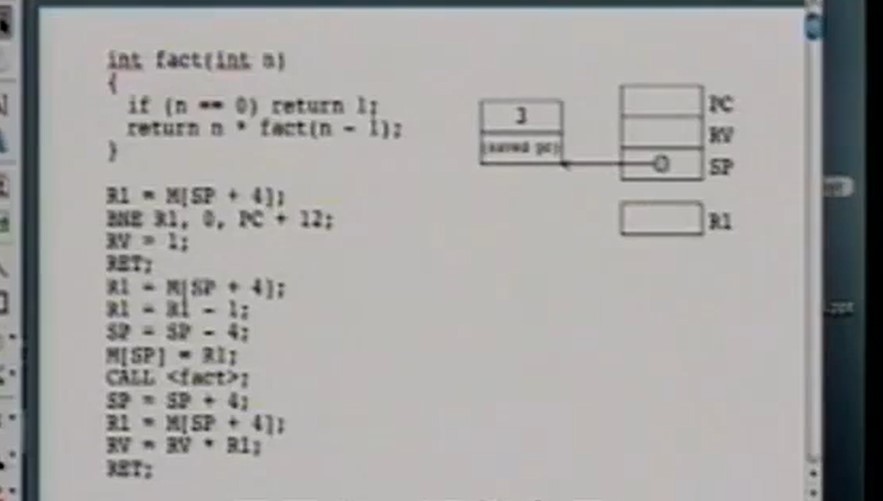 int fact(int n)
{
if (n == 0) return 1;
return n * fact(n - 1);
}
R1 = M[SP + 4];
BNE R1, 0, PC + 12;
RV = 1;
RET;
R1 = M[SP + 4];
R1 = R1 - 1;
SP = SP - 4;
M[SP] = R1;
CALL <fact>;
SP = SP + 4;
R1 = M[SP + 4];
RV = RV * R1;
RET;
3
(saved pc)
PC
RV
SP
R1